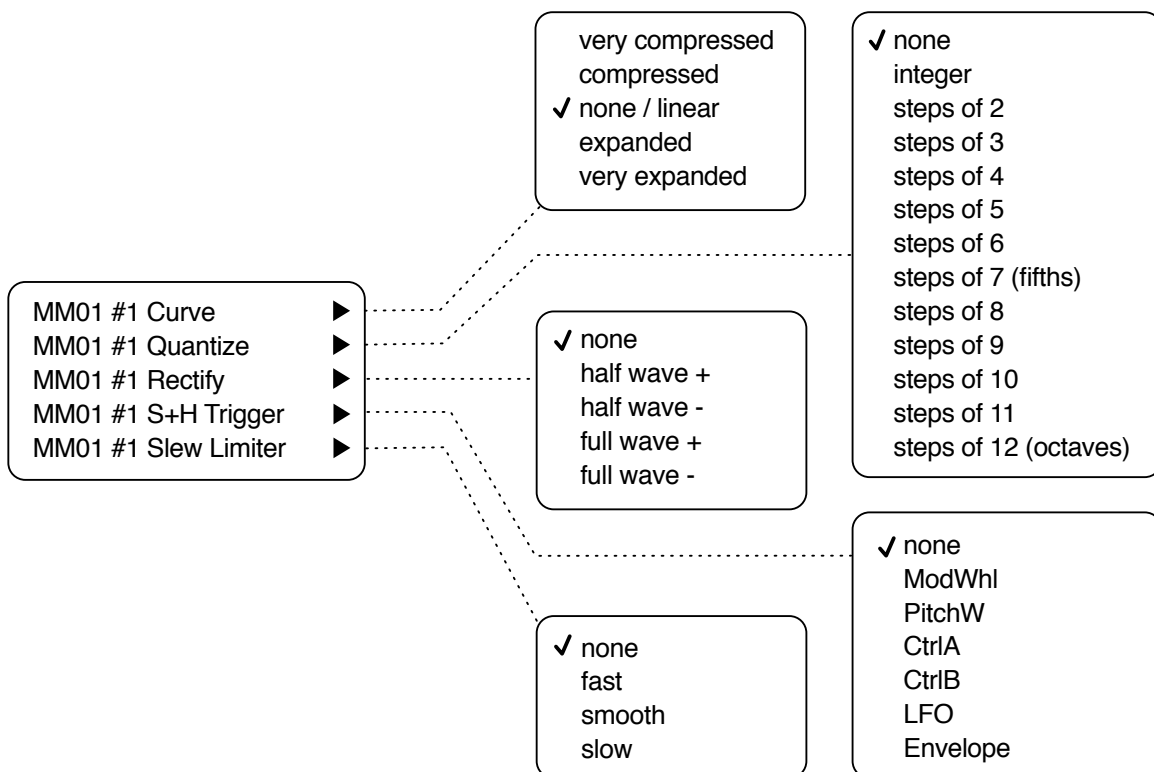 very compressed
compressed
✓ none / linear
expanded
very expanded
✓ none
integer
steps of 2
steps of 3
steps of 4
steps of 5
steps of 6
steps of 7 (fifths)
steps of 8
steps of 9
steps of 10
steps of 11
steps of 12 (octaves)
MM01 #1 Curve ▶
MM01 #1 Quantize ▶
MM01 #1 Rectify ▶
MM01 #1 S+H Trigger ▶
MM01 #1 Slew Limiter ▶
✓ none
half wave +
half wave -
full wave +
full wave -
✓ none
ModWhl
PitchW
CtrlA
CtrlB
LFO
Envelope
✓ none
fast
smooth
slow